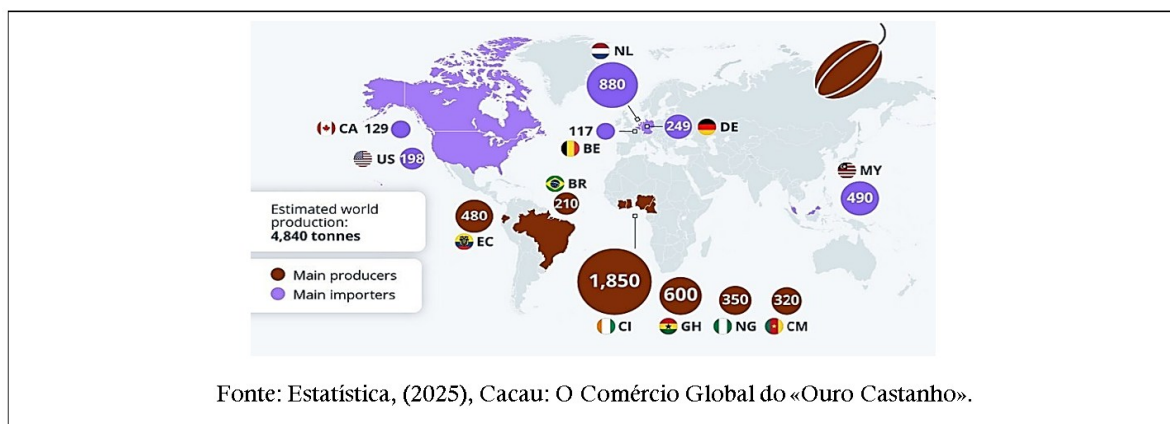 NL
880
CA 129
117
249 DE
BE
US 198
MY
BR
490
210
480
EC
Estimated world
production:
4,840 tonnes
Main producers
Main importers
1,850
600
350
320
CI
GH
NG
CM
Fonte: Estatística, (2025), Cacau: O Comércio Global do «Ouro Castanho».